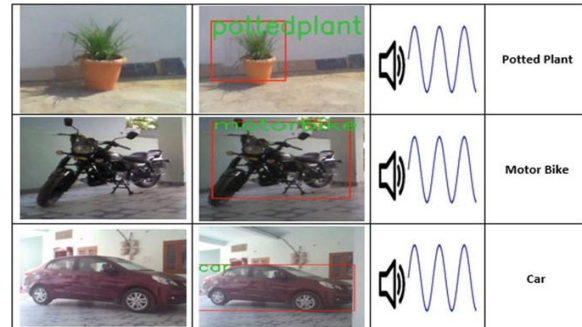 pottedplant
Potted Plant
motorbike
Motor Bike
car
Car